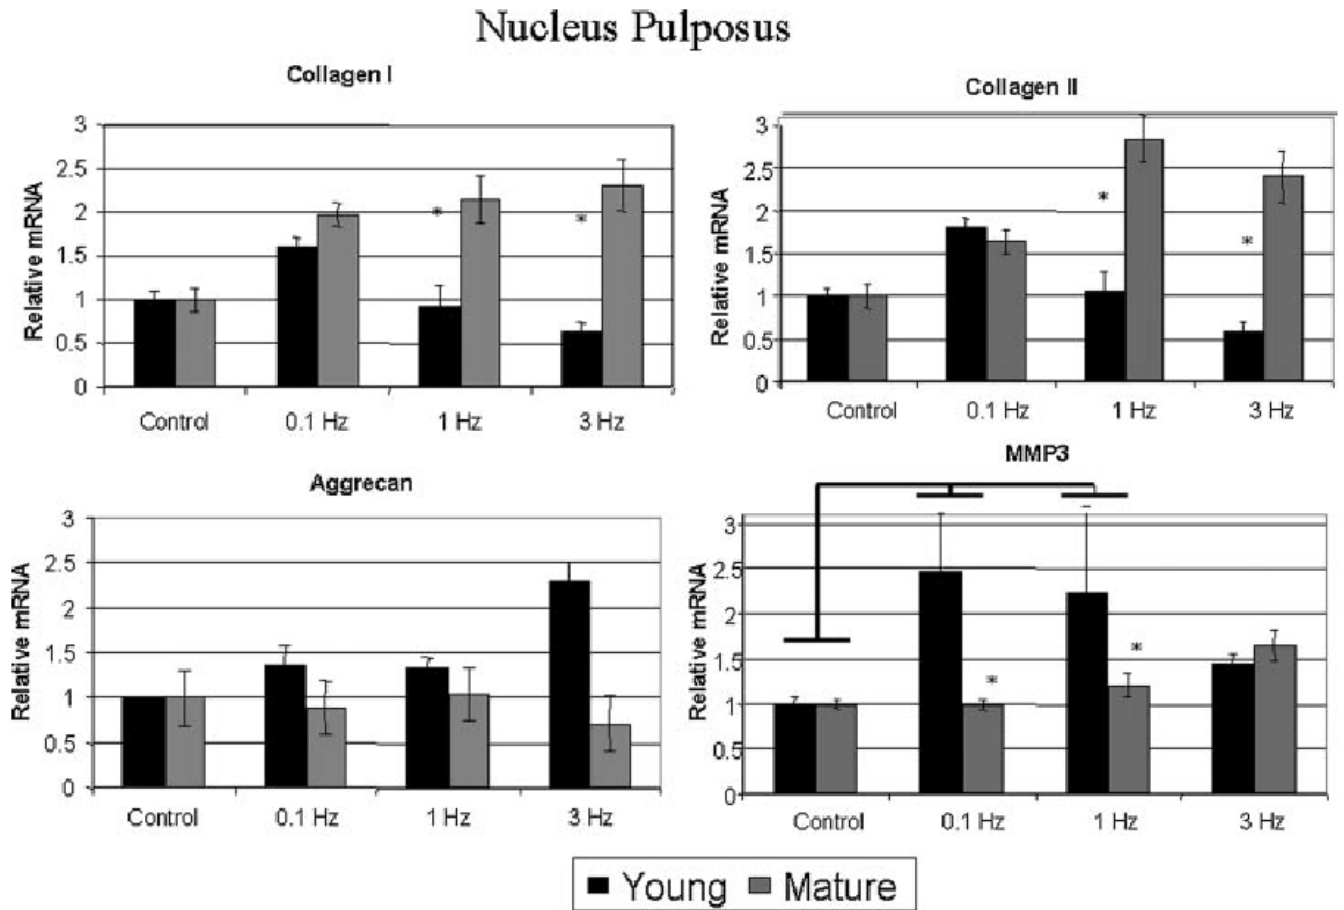 Nucleus Pulposus
Collagen I
Relative mRNA
3
2.5
2
1.5
1
0.5
0
*
*
Control 0.1 Hz 1 Hz 3 Hz
Collagen II
Relative mRNA
3
2.5
2
1.5
1
0.5
0
*
*
Control 0.1 Hz 1 Hz 3 Hz
Aggrecan
Relative mRNA
3
2.5
2
1.5
1
0.5
0
Control 0.1 Hz 1 Hz 3 Hz
MMP3
Relative mRNA
3
2.5
2
1.5
1
0.5
0
*
*
Control 0.1 Hz 1 Hz 3 Hz
Young Mature